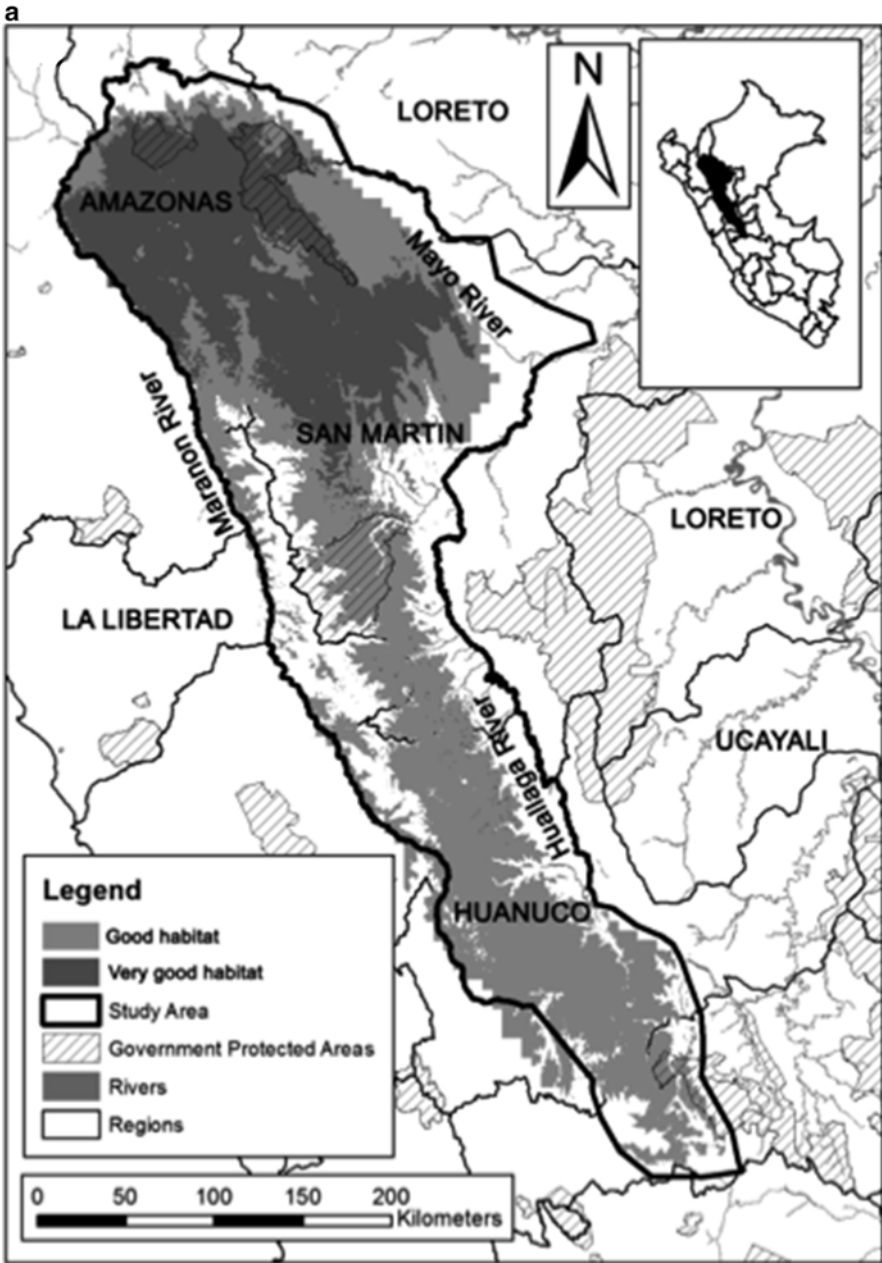 a
N
LORETO
AMAZONAS
Mayo River
Maranon River
SAN MARTIN
LORETO
LA LIBERTAD
Huallaga River
UCAYALI
HUANUCO
Legend
Good habitat
Very good habitat
Study Area
Government Protected Areas
Rivers
Regions
0 50 100 150 200
Kilometers